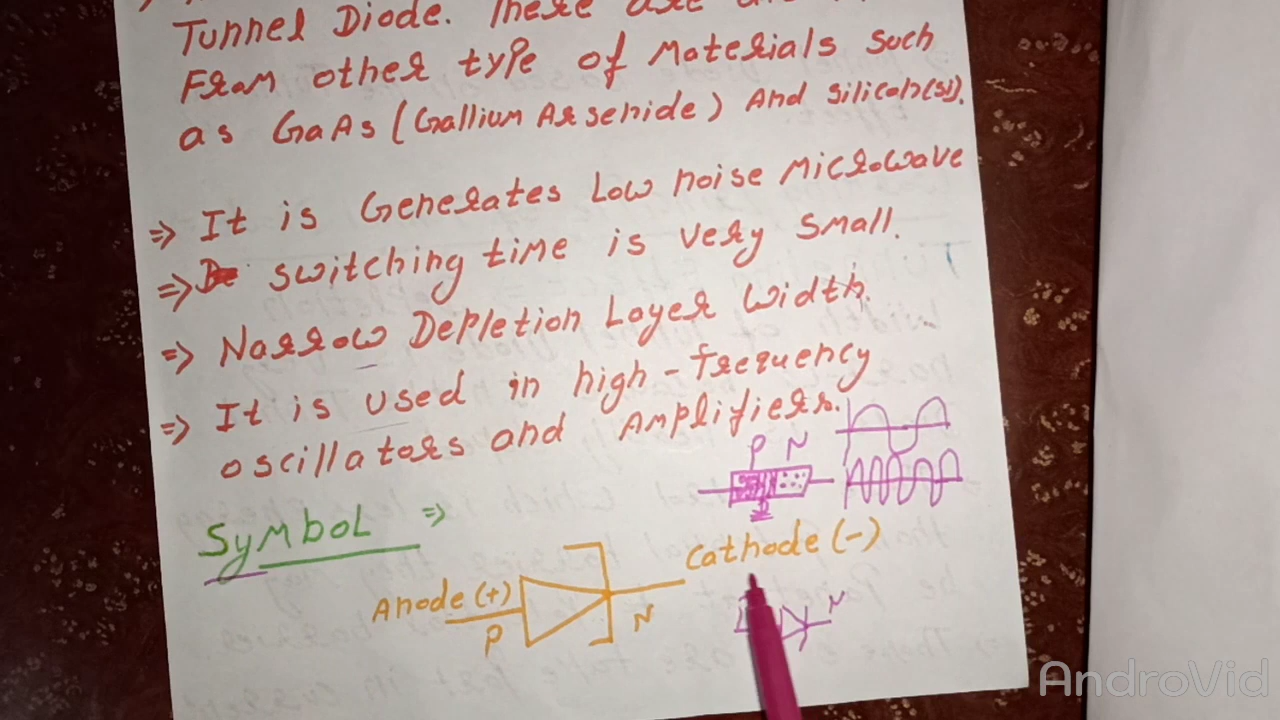 Tunnel Diode. These are
From other type of Materials such
as GaAs (Gallium Arsenide) And silicon(si).
⇒ It is Generates Low noise Microwave
⇒ switching time is very small.
⇒ Narrow Depletion Layer Width.
⇒ It is used in high-frequency
oscillators and Amplifiers.
P N
Symbol ⇒
Cathode (-)
Anode (+)
P
N
N
AndroVid